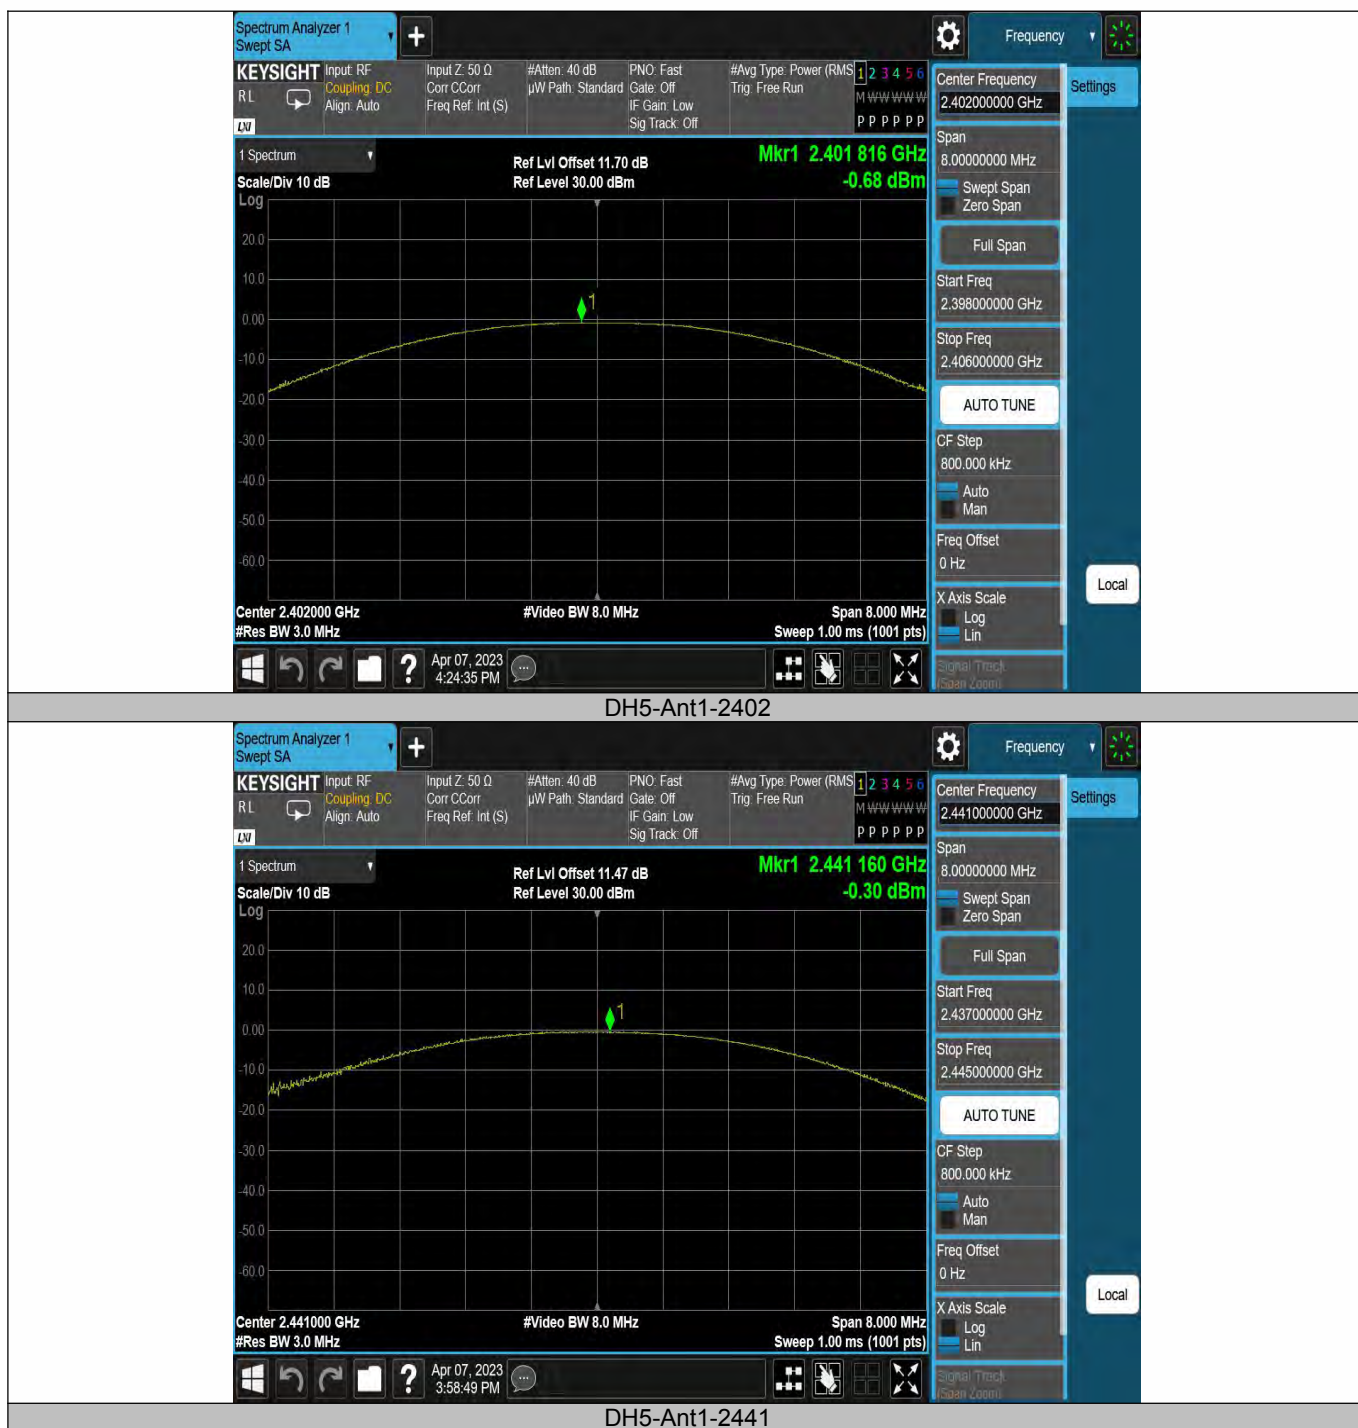 Spectrum Analyzer 1
Swept SA
+
Frequency
KEYSIGHT
RL
LXI
Input: RF
Coupling: DC
Align: Auto
Input Z: 50 Ω
Corr CCorr
Freq Ref: Int (S)
#Atten: 40 dB
µW Path: Standard
PNO: Fast
Gate: Off
IF Gain: Low
Sig Track: Off
#Avg Type: Power (RMS
Trig: Free Run
1 2 3 4 5 6
M W W W W W
P P P P P P
1 Spectrum
Scale/Div 10 dB
Log
Ref Lvl Offset 11.70 dB
Ref Level 30.00 dBm
Mkr1 2.401 816 GHz
-0.68 dBm
1
20.0
10.0
0.00
-10.0
-20.0
-30.0
-40.0
-50.0
-60.0
Center 2.402000 GHz
#Res BW 3.0 MHz
#Video BW 8.0 MHz
Span 8.000 MHz
Sweep 1.00 ms (1001 pts)
?
Apr 07, 2023
4:24:35 PM
Center Frequency
2.402000000 GHz
Settings
Span
8.00000000 MHz
Swept Span
Zero Span
Full Span
Start Freq
2.398000000 GHz
Stop Freq
2.406000000 GHz
AUTO TUNE
CF Step
800.000 kHz
Auto
Man
Freq Offset
0 Hz
X Axis Scale
Log
Lin
Signal Track
(Span Zoom)
Local
DH5-Ant1-2402
Spectrum Analyzer 1
Swept SA
+
Frequency
KEYSIGHT
RL
LXI
Input: RF
Coupling: DC
Align: Auto
Input Z: 50 Ω
Corr CCorr
Freq Ref: Int (S)
#Atten: 40 dB
µW Path: Standard
PNO: Fast
Gate: Off
IF Gain: Low
Sig Track: Off
#Avg Type: Power (RMS
Trig: Free Run
1 2 3 4 5 6
M W W W W W
P P P P P P
1 Spectrum
Scale/Div 10 dB
Log
Ref Lvl Offset 11.47 dB
Ref Level 30.00 dBm
Mkr1 2.441 160 GHz
-0.30 dBm
1
20.0
10.0
0.00
-10.0
-20.0
-30.0
-40.0
-50.0
-60.0
Center 2.441000 GHz
#Res BW 3.0 MHz
#Video BW 8.0 MHz
Span 8.000 MHz
Sweep 1.00 ms (1001 pts)
?
Apr 07, 2023
3:58:49 PM
Center Frequency
2.441000000 GHz
Settings
Span
8.00000000 MHz
Swept Span
Zero Span
Full Span
Start Freq
2.437000000 GHz
Stop Freq
2.445000000 GHz
AUTO TUNE
CF Step
800.000 kHz
Auto
Man
Freq Offset
0 Hz
X Axis Scale
Log
Lin
Signal Track
(Span Zoom)
Local
DH5-Ant1-2441